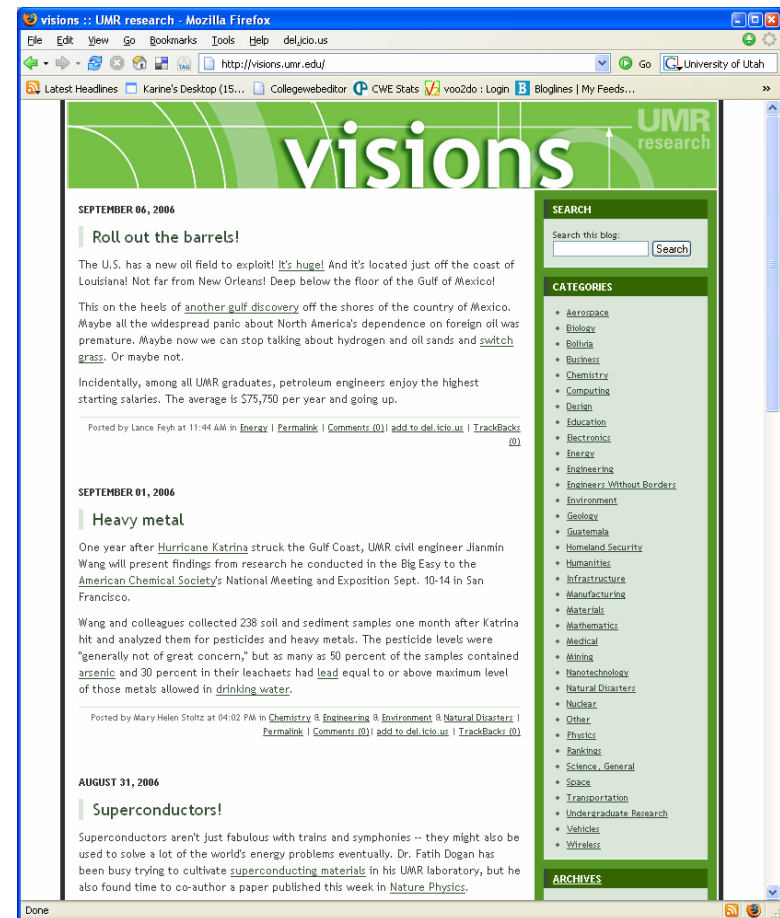 visions :: UMR research - Mozilla Firefox
File Edit View Go Bookmarks Tools Help del.icio.us
TAG http://visions.umr.edu/ Go G University of Utah
Latest Headlines Karine's Desktop (15... Collegewebeditor CWE Stats voo2do : Login Bloglines | My Feeds... »
UMR
research
visions
SEPTEMBER 06, 2006
Roll out the barrels!
The U.S. has a new oil field to exploit! It's huge! And it's located just off the coast of
Louisiana! Not far from New Orleans! Deep below the floor of the Gulf of Mexico!
This on the heels of another gulf discovery off the shores of the country of Mexico.
Maybe all the widespread panic about North America's dependence on foreign oil was
premature. Maybe now we can stop talking about hydrogen and oil sands and switch
grass. Or maybe not.
Incidentally, among all UMR graduates, petroleum engineers enjoy the highest
starting salaries. The average is $75,750 per year and going up.
Posted by Lance Feyh at 11:44 AM in Energy | Permalink | Comments (0)| add to del.icio.us | TrackBacks
(0)
SEPTEMBER 01, 2006
Heavy metal
One year after Hurricane Katrina struck the Gulf Coast, UMR civil engineer Jianmin
Wang will present findings from research he conducted in the Big Easy to the
American Chemical Society's National Meeting and Exposition Sept. 10-14 in San
Francisco.
Wang and colleagues collected 238 soil and sediment samples one month after Katrina
hit and analyzed them for pesticides and heavy metals. The pesticide levels were
"generally not of great concern," but as many as 50 percent of the samples contained
arsenic and 30 percent in their leachaets had lead equal to or above maximum level
of those metals allowed in drinking water.
Posted by Mary Helen Stoltz at 04:02 PM in Chemistry & Engineering & Environment & Natural Disasters |
Permalink | Comments (0)| add to del.icio.us | TrackBacks (0)
AUGUST 31, 2006
Superconductors!
Superconductors aren't just fabulous with trains and symphonies -- they might also be
used to solve a lot of the world's energy problems eventually. Dr. Fatih Dogan has
been busy trying to cultivate superconducting materials in his UMR laboratory, but he
also found time to co-author a paper published this week in Nature Physics.
SEARCH
Search this blog:
Search
CATEGORIES
Aerospace
Biology
Bolivia
Business
Chemistry
Computing
Design
Education
Electronics
Energy
Engineering
Engineers Without Borders
Environment
Geology
Guatemala
Homeland Security
Humanities
Infrastructure
Manufacturing
Materials
Mathematics
Medical
Mining
Nanotechnology
Natural Disasters
Nuclear
Other
Physics
Rankings
Science, General
Space
Transportation
Undergraduate Research
Vehicles
Wireless
ARCHIVES
Done